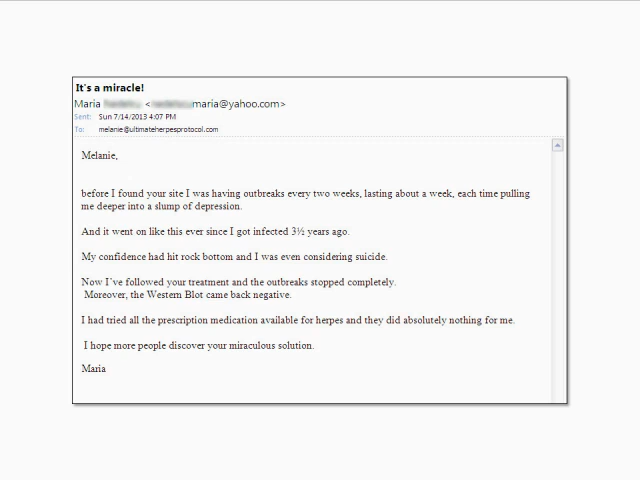 It's a miracle!
Maria < maria@yahoo.com>
Sent: Sun 7/14/2013 4:07 PM
To: melanie@ultimateherpesprotocol.com
Melanie,
before I found your site I was having outbreaks every two weeks, lasting about a week, each time pulling
me deeper into a slump of depression.
And it went on like this ever since I got infected 3½ years ago.
My confidence had hit rock bottom and I was even considering suicide.
Now I've followed your treatment and the outbreaks stopped completely.
Moreover, the Western Blot came back negative.
I had tried all the prescription medication available for herpes and they did absolutely nothing for me.
I hope more people discover your miraculous solution.
Maria